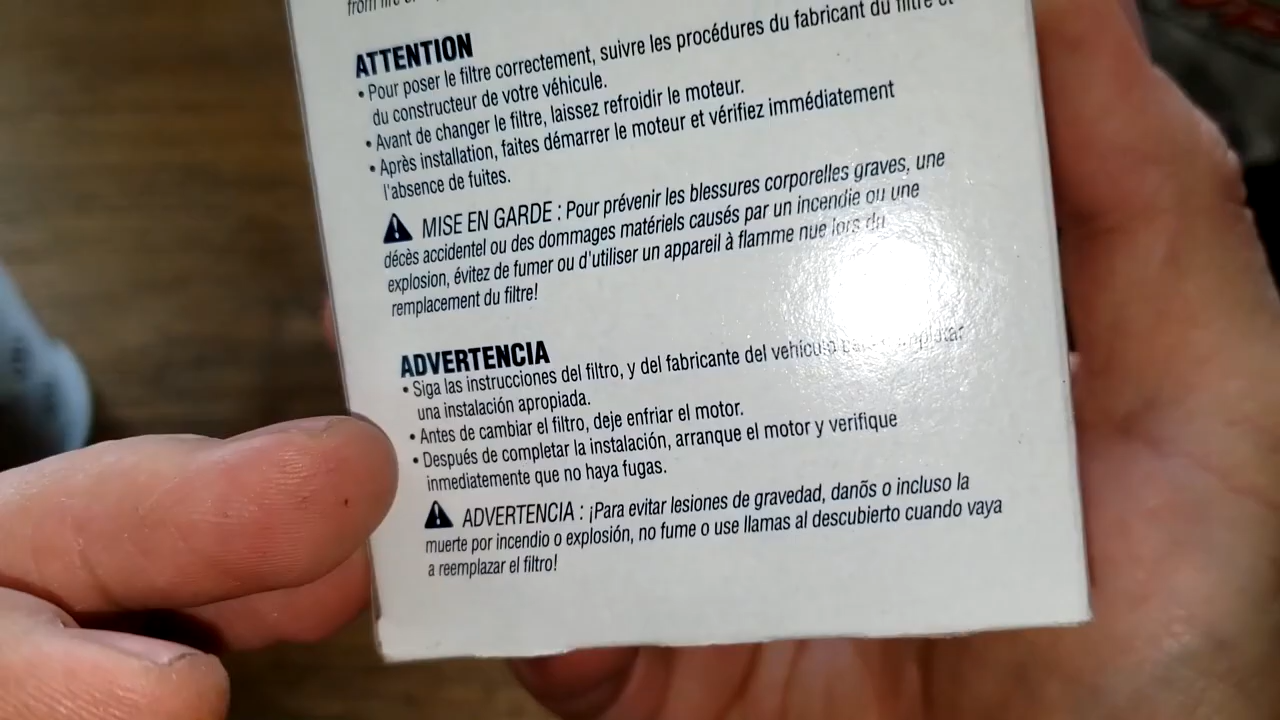 from fire
ATTENTION
• Pour poser le filtre correctement, suivre les procédures du fabricant du filtre et
du constructeur de votre véhicule.
• Avant de changer le filtre, laissez refroidir le moteur.
• Après installation, faites démarrer le moteur et vérifiez immédiatement
l'absence de fuites.
MISE EN GARDE : Pour prévenir les blessures corporelles graves, une
décès accidentel ou des dommages matériels causés par un incendie ou une
explosion, évitez de fumer ou d'utiliser un appareil à flamme nue lors du
remplacement du filtre!
ADVERTENCIA
• Siga las instrucciones del filtro, y del fabricante del vehículo
una instalación apropiada.
• Antes de cambiar el filtro, deje enfriar el motor.
• Después de completar la instalación, arranque el motor y verifique
inmediatamente que no haya fugas.
ADVERTENCIA : ¡Para evitar lesiones de gravedad, danõs o incluso la
muerte por incendio o explosión, no fume o use llamas al descubierto cuando vaya
a reemplazar el filtro!